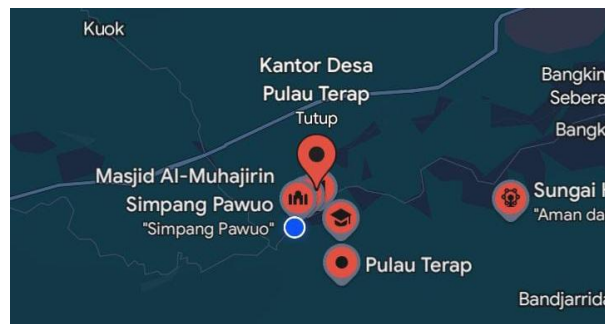 Kuok
Kantor Desa
Pulau Terap
Tutup
Bangkin
Sebera
Bangk
Masjid Al-Muhajirin
Simpang Pawuo
"Simpang Pawuo"
Sungai
"Aman da
Pulau Terap
Bandjarrida